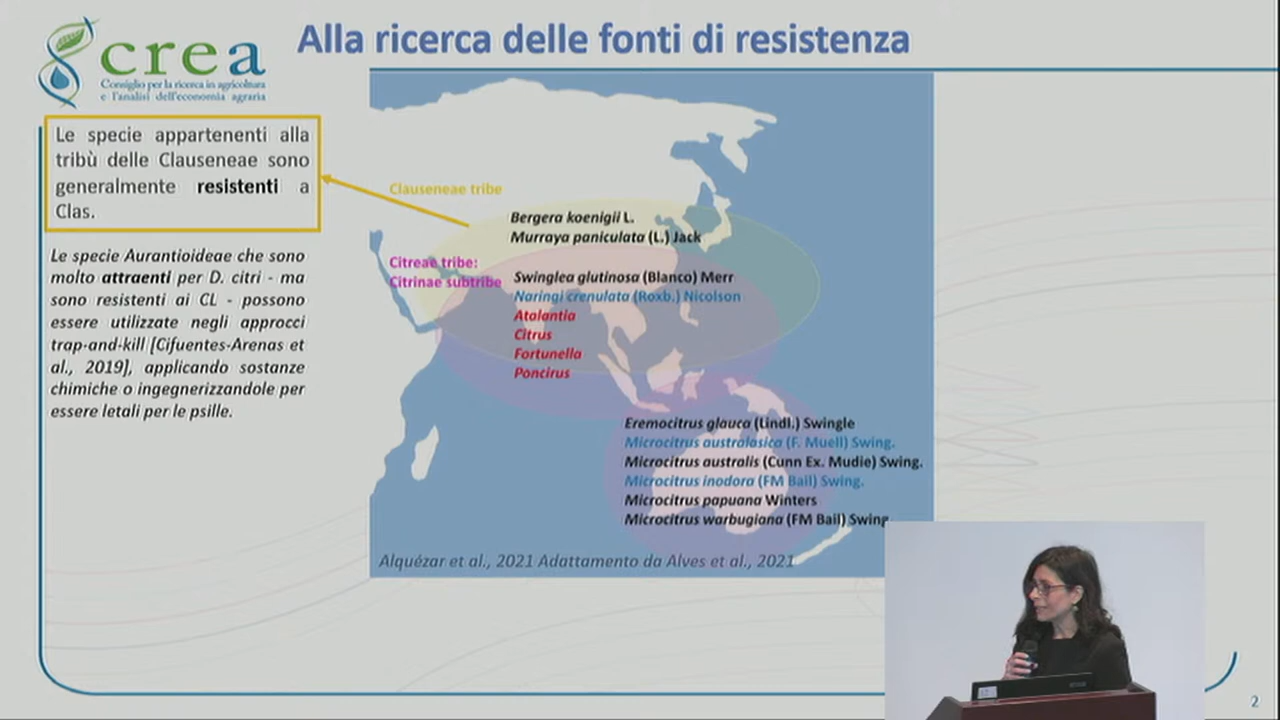 Alla ricerca delle fonti di resistenza
crea
Consiglio per la ricerca in agricoltura
e l'analisi dell'economia agraria
Le specie appartenenti alla
tribù delle Clauseneae sono
generalmente resistenti a
Clas.
Le specie Aurantioideae che sono
molto attraenti per D. citri - ma
sono resistenti ai CL - possono
essere utilizzate negli approcci
trap-and-kill [Cifuentes-Arenas et
al., 2019], applicando sostanze
chimiche o ingegnerizzandole per
essere letali per le psille.
Clauseneae tribe
Bergera koenigii L.
Murraya paniculata (L.) Jack
Citreae tribe:
Citrinae subtribe
Swinglea glutinosa (Blanco) Merr
Naringi crenulata (Roxb.) Nicolson
Atalantia
Citrus
Fortunella
Poncirus
Eremocitrus glauca (Lindl.) Swingle
Microcitrus australasica (F. Muell) Swing.
Microcitrus australis (Cunn Ex. Mudie) Swing.
Microcitrus inodora (FM Bail) Swing.
Microcitrus papuana Winters
Microcitrus warbugiana (FM Bail) Swing
Alquézar et al., 2021 Adattamento da Alves et al., 2021
2